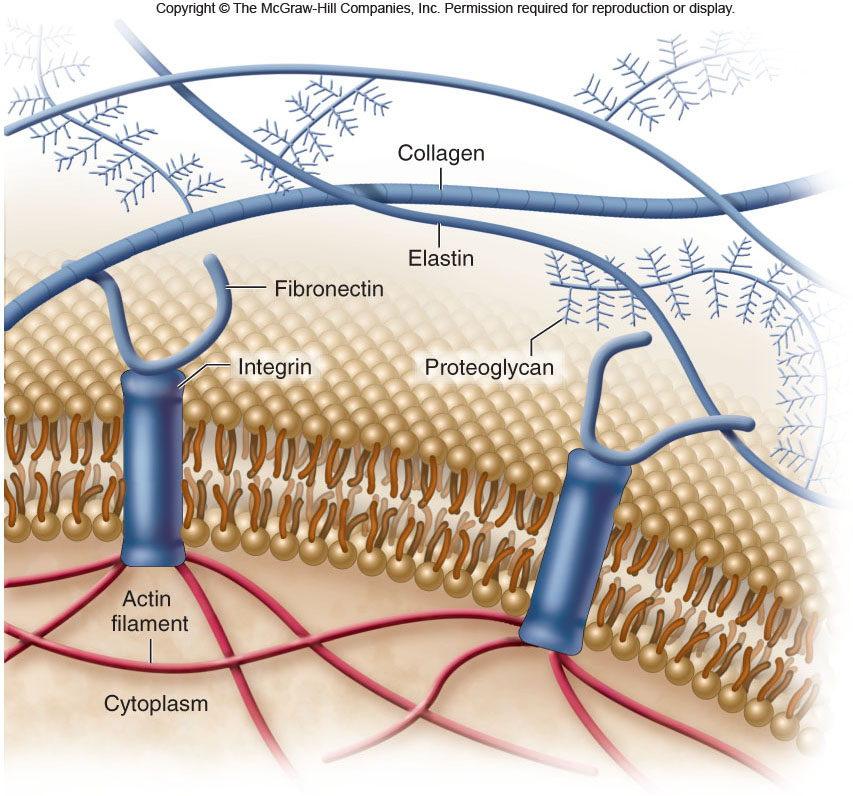 Copyright © The McGraw-Hill Companies, Inc. Permission required for reproduction or display.
Collagen
Elastin
Fibronectin
Integrin
Proteoglycan
Actin
filament
Cytoplasm